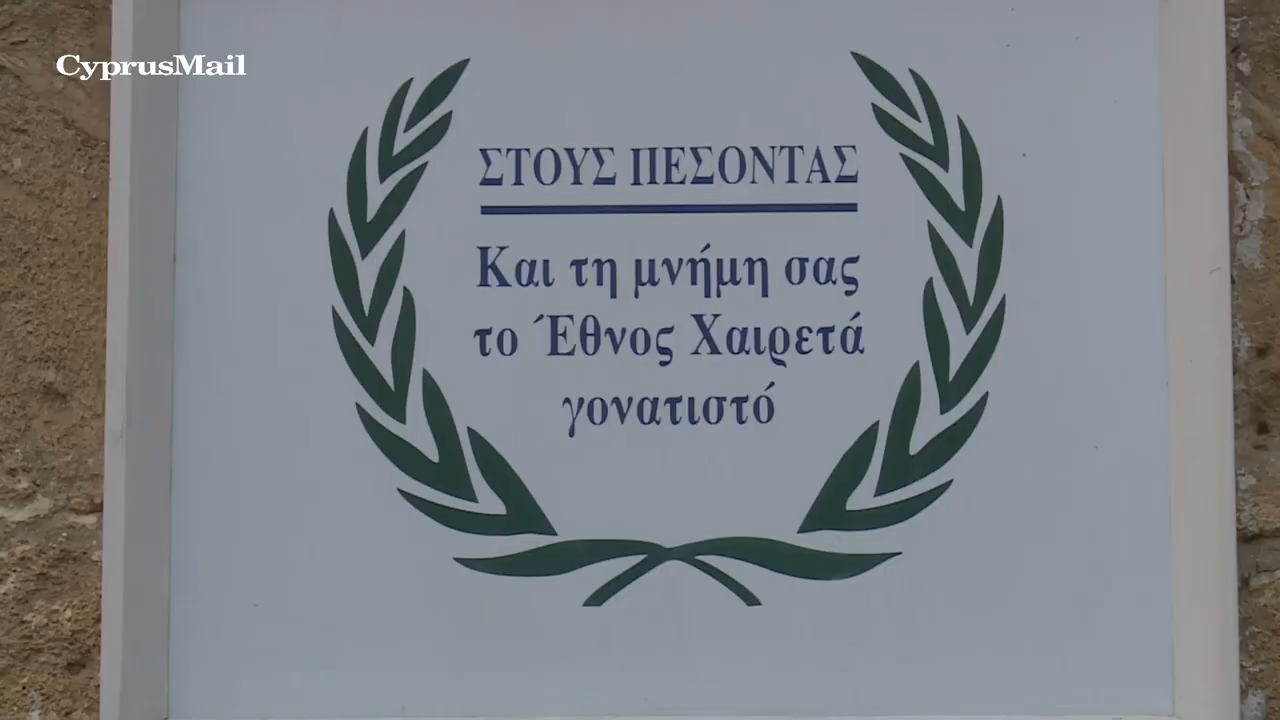 CyprusMail
ΣΤΟΥΣ ΠΕΣΟΝΤΑΣ
Και τη μνήμη σας
το Έθνος Χαιρετά
γονατιστό